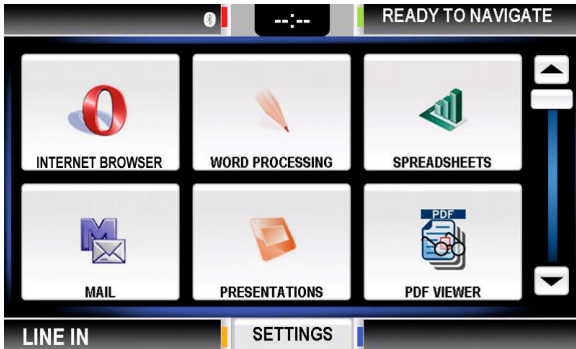 --:--
READY TO NAVIGATE
INTERNET BROWSER
WORD PROCESSING
SPREADSHEETS
PDF
MAIL
PRESENTATIONS
PDF VIEWER
LINE IN
SETTINGS